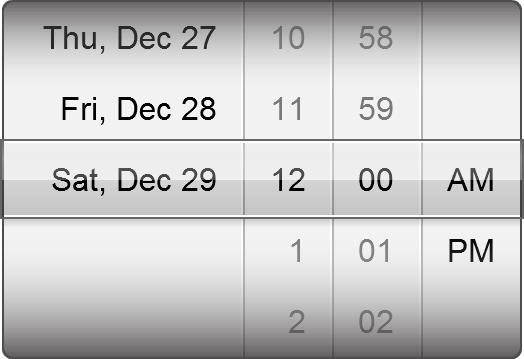 Thu, Dec 27 10 58
Fri, Dec 28 11 59
Sat, Dec 29 12 00 AM
1 01 PM
2 02